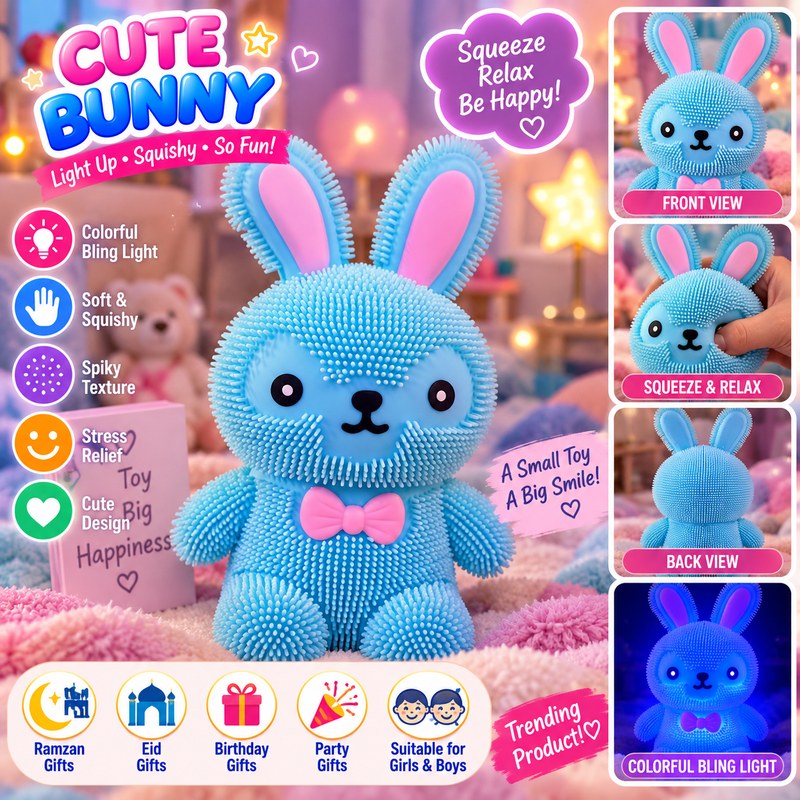 CUTE
BUNNY
Light Up • Squishy • So Fun!
Squeeze
Relax
Be Happy!
Colorful
Bling Light
Soft &
Squishy
Spiky
Texture
Stress
Relief
Cute
Design
Toy
Big
Happiness
A Small Toy
A Big Smile!
FRONT VIEW
SQUEEZE & RELAX
BACK VIEW
COLORFUL BLING LIGHT
Ramzan
Gifts
Eid
Gifts
Birthday
Gifts
Party
Gifts
Suitable for
Girls & Boys
Trending
Product!